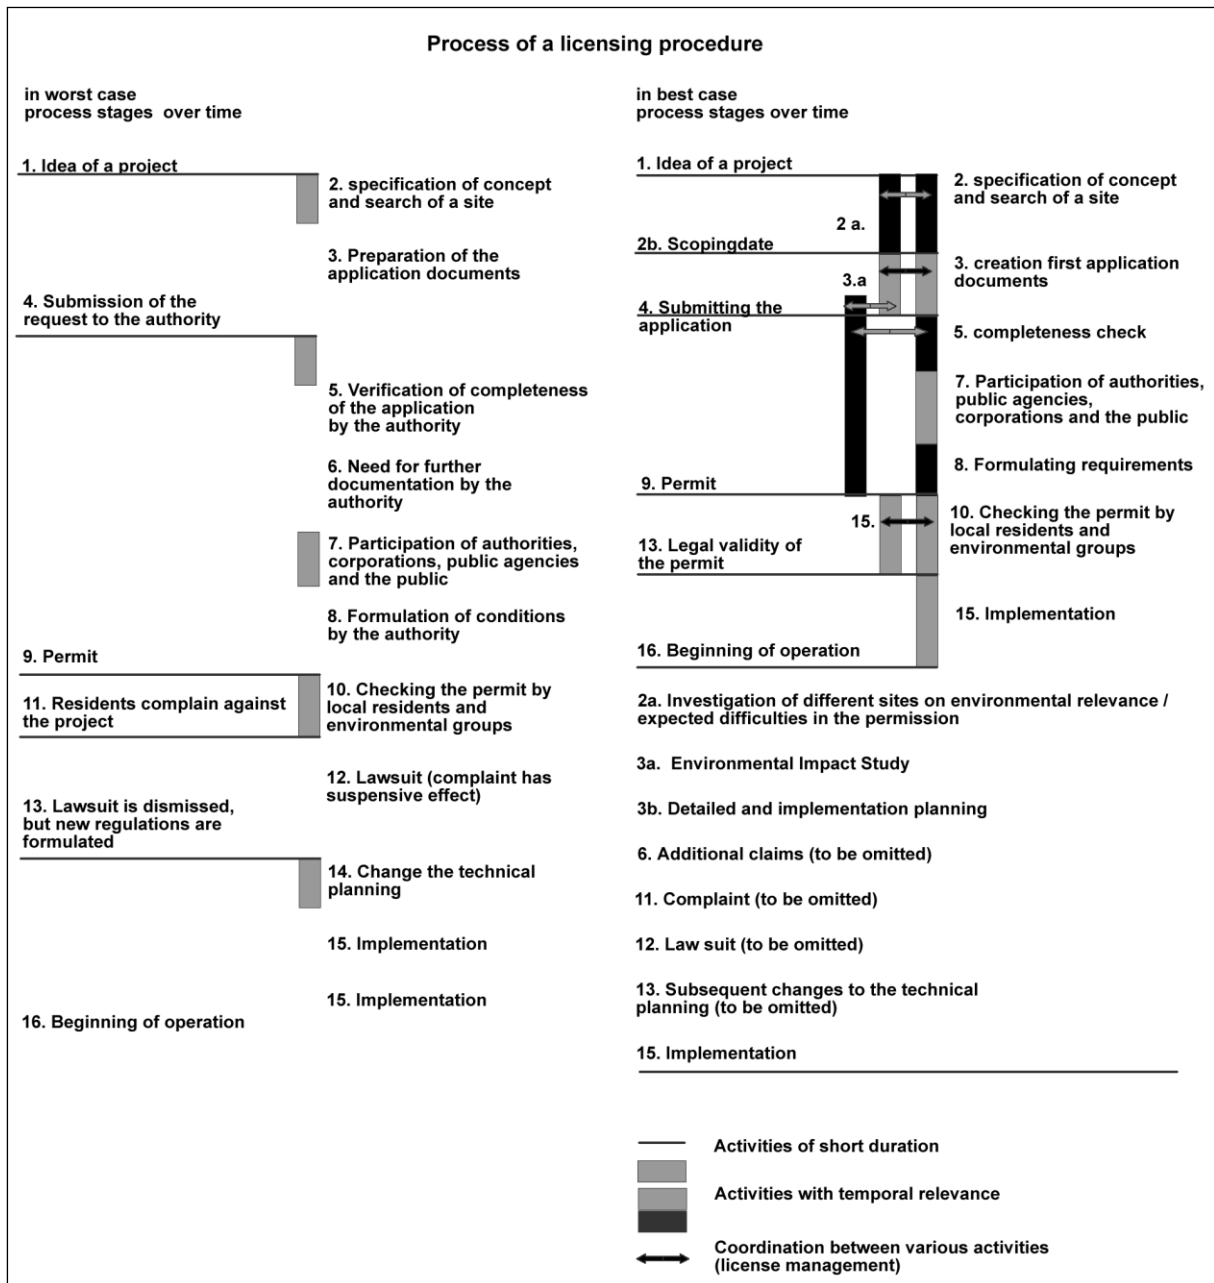 Process of a licensing procedure
in worst case
process stages over time
1. Idea of a project
2. specification of concept
and search of a site
3. Preparation of the
application documents
4. Submission of the
request to the authority
5. Verification of completeness
of the application
by the authority
6. Need for further
documentation by the
authority
7. Participation of authorities,
corporations, public agencies
and the public
8. Formulation of conditions
by the authority
9. Permit
10. Checking the permit by
local residents and
environmental groups
11. Residents complain against
the project
12. Lawsuit (complaint has
suspensive effect)
13. Lawsuit is dismissed,
but new regulations are
formulated
14. Change the technical
planning
15. Implementation
15. Implementation
16. Beginning of operation
in best case
process stages over time
1. Idea of a project
2. specification of concept
and search of a site
2 a.
2b. Scopingdate
3. creation first application
documents
3.a
4. Submitting the
application
5. completeness check
7. Participation of authorities,
public agencies,
corporations and the public
8. Formulating requirements
9. Permit
10. Checking the permit by
local residents and
environmental groups
15.
13. Legal validity of
the permit
15. Implementation
16. Beginning of operation
2a. Investigation of different sites on environmental relevance /
expected difficulties in the permission
3a. Environmental Impact Study
3b. Detailed and implementation planning
6. Additional claims (to be omitted)
11. Complaint (to be omitted)
12. Law suit (to be omitted)
13. Subsequent changes to the technical
planning (to be omitted)
15. Implementation
Activities of short duration
Activities with temporal relevance
Coordination between various activities
(license management)